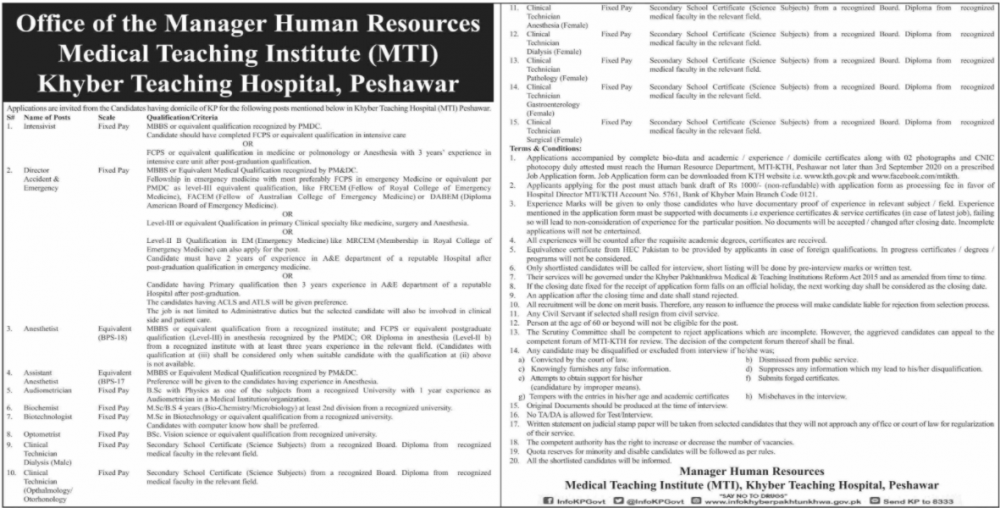 Office of the Manager Human Resources
Medical Teaching Institute (MTI)
Khyber Teaching Hospital, Peshawar
Applications are invited from the Candidates having domicile of KP for the following posts mentioned below in Khyber Teaching Hospital (MTI) Peshawar.
S# Name of Posts Scale Qualification/Criteria
1. Intensivist Fixed Pay MBBS or equivalent qualification recognized by PMDC.
Candidate should have completed FCPS or equivalent qualification in intensive care
OR
FCPS or equivalent qualification in medicine or pulmonology or Anesthesia with 3 years' experience in
intensive care unit after post-graduation qualification.
2. Director Fixed Pay MBBS or Equivalent Medical Qualification recognized by PM&DC.
Accident & Fellowship in emergency medicine with most preferably FCPS in emergency Medicine or equivalent per
Emergency PMDC as level-III equivalent qualification, like FRCEM (Fellow of Royal College of Emergency
Medicine), FACEM (Fellow of Australian College of Emergency Medicine) or DABEM (Diploma
American Board of Emergency Medicine).
OR
Level-III or equivalent Qualification in primary Clinical specialty like medicine, surgery and Anesthesia.
OR
Level-II B Qualification in EM (Emergency Medicine) like MRCEM (Membership in Royal College of
Emergency Medicine) can also apply for the post.
Candidate must have 2 years of experience in A&E department of a reputable Hospital after
post-graduation qualification in emergency medicine.
OR
Candidate having Primary qualification then 3 years experience in A&E department of a reputable
Hospital after post-graduation.
The candidates having ACLS and ATLS will be given preference.
The job is not limited to Administrative duties but the selected candidate will also be involved in clinical
side and patient care.
3. Anesthetist Equivalent MBBS or equivalent qualification from a recognized institute; and FCPS or equivalent postgraduate
(BPS-18) qualification (Level-III) in anesthesia recognized by the PMDC; OR Diploma in anesthesia (Level-II b)
from a recognized institute with at least three years experience in the relevant field, (Candidates with
qualification at (iii) shall be considered only when suitable candidate with the qualification at (ii) above
is not available.
4. Assistant Equivalent MBBS or Equivalent Medical Qualification recognized by PM&DC.
Anesthetist (BPS-17 Preference will be given to the candidates having experience in Anesthesia.
5. Audiometrician Fixed Pay B.Sc with Physics as one of the subjects from a recognized University with 1 year experience as
Audiometrician in a Medical Institution/organization.
6. Biochemist Fixed Pay M.Sc/B.S 4 years (Bio-Chemistry/Microbiology) at least 2nd division from a recognized university.
7. Biotechnologist Fixed Pay M.Sc in Biotechnology or equivalent qualification from a recognized university.
Candidates with computer know how shall be preferred.
8. Optometrist Fixed Pay BSc. Vision science or equivalent qualification from recognized university.
9. Clinical Fixed Pay Secondary School Certificate (Science Subjects) from a recognized Board. Diploma from recognized
Technician medical faculty in the relevant field.
Dialysis (Male)
10. Clinical Fixed Pay Secondary School Certificate (Science Subjects) from a recognized Board. Diploma from recognized
Technician medical faculty in the relevant field.
(Opthalmology/
Otorhonology
11. Clinical Fixed Pay Secondary School Certificate (Science Subjects) from a recognized Board. Diploma from recognized
Technician medical faculty in the relevant field.
Anesthesia (Female)
12. Clinical Fixed Pay Secondary School Certificate (Science Subjects) from a recognized Board. Diploma from recognized
Technician medical faculty in the relevant field.
Dialysis (Female)
13. Clinical Fixed Pay Secondary School Certificate (Science Subjects) from a recognized Board. Diploma from recognized
Technician medical faculty in the relevant field.
Pathology (Female)
14. Clinical Fixed Pay Secondary School Certificate (Science Subjects) from a recognized Board. Diploma from recognized
Technician medical faculty in the relevant field.
Gastroenterology
(Female)
15. Clinical Fixed Pay Secondary School Certificate (Science Subjects) from a recognized Board. Diploma from recognized
Technician medical faculty in the relevant field.
Surgical (Female)
Terms & Conditions:
1. Applications accompanied by complete bio-data and academic / experience / domicile certificates along with 02 photographs and CNIC
photocopy duly attested must reach the Human Resource Department, MTI-KTH, Peshawar not later than 3rd September 2020 on a prescribed
Job Application form. Job Application form can be downloaded from KTH website i.e. www.kth.gov.pk and www.facebook.com/mtikth.
2. Applicants applying for the post must attach bank draft of Rs 1000/- (non-refundable) with application form as processing fee in favor of
Hospital Director MTI/KTH Account No. 5761, Bank of Khyber Main Branch Code 0121.
3. Experience Marks will be given to only those candidates who have documentary proof of experience in relevant subject / field. Experience
mentioned in the application form must be supported with documents i.e experience certificates & service certificates (in case of latest job), failing
so will lead to non-consideration of experience for the particular position. No documents will be accepted / changed after closing date. Incomplete
applications will not be entertained.
4. All experiences will be counted after the requisite academic degrees, certificates are received.
5. Equivalence certificate from HEC Pakistan to be provided by applicants in case of foreign qualifications. In progress certificates / degrees /
programs will not be considered.
6. Only shortlisted candidates will be called for interview, short listing will be done by pre-interview marks or written test.
7. Their services will be governed under the Khyber Pakhtunkhwa Medical & Teaching Institutions Reform Act 2015 and as amended from time to time.
8. If the closing date fixed for the receipt of application form falls on an official holiday, the next working day shall be considered as the closing date.
9. An application after the closing time and date shall stand rejected.
10. All recruitment will be done on merit basis. Therefore, any reason to influence the process will make candidate liable for rejection from selection process.
11. Any Civil Servant if selected shall resign from civil service.
12. Person at the age of 60 or beyond will not be eligible for the post.
13. The Scrutiny Committee shall be competent to reject applications which are incomplete. However, the aggrieved candidates can appeal to the
competent forum of MTI-KTH for review. The decision of the competent forum thereof shall be final.
14. Any candidate may be disqualified or excluded from interview if he/she was;
a) Convicted by the court of law. b) Dismissed from public service.
c) Knowingly furnishes any false information. d) Suppresses any information which my lead to his/her disqualification.
e) Attempts to obtain support for his/her f) Submits forged certificates.
(candidature by improper means).
g) Tempers with the entries in his/her age and academic certificates h) Misbehaves in the interview.
15. Original Documents should be produced at the time of interview.
16. No TA/DA is allowed for Test/Interview.
17. Written statement on judicial stamp paper will be taken from selected candidates that they will not approach any office or court of law for regularization
of their service.
18. The competent authority has the right to increase or decrease the number of vacancies.
19. Quota reserves for minority and disable candidates will be followed as per rules.
20. All the shortlisted candidates will be informed.
Manager Human Resources
Medical Teaching Institute (MTI), Khyber Teaching Hospital, Peshawar
"SAY NO TO DRUGS"
InfoKPGovt @InfoKPGovt www.infokhyberpakhtunkhwa.gov.pk Send KP to 8333